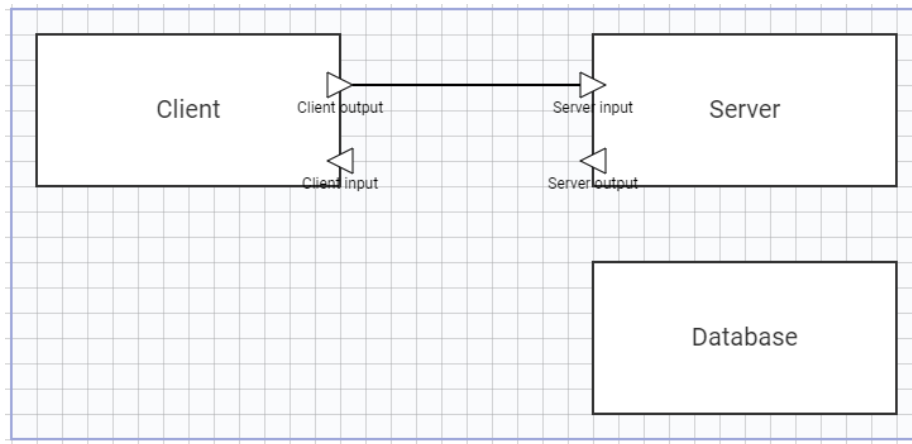 Client
Client output
Client input
Server input
Server
Server output
Database